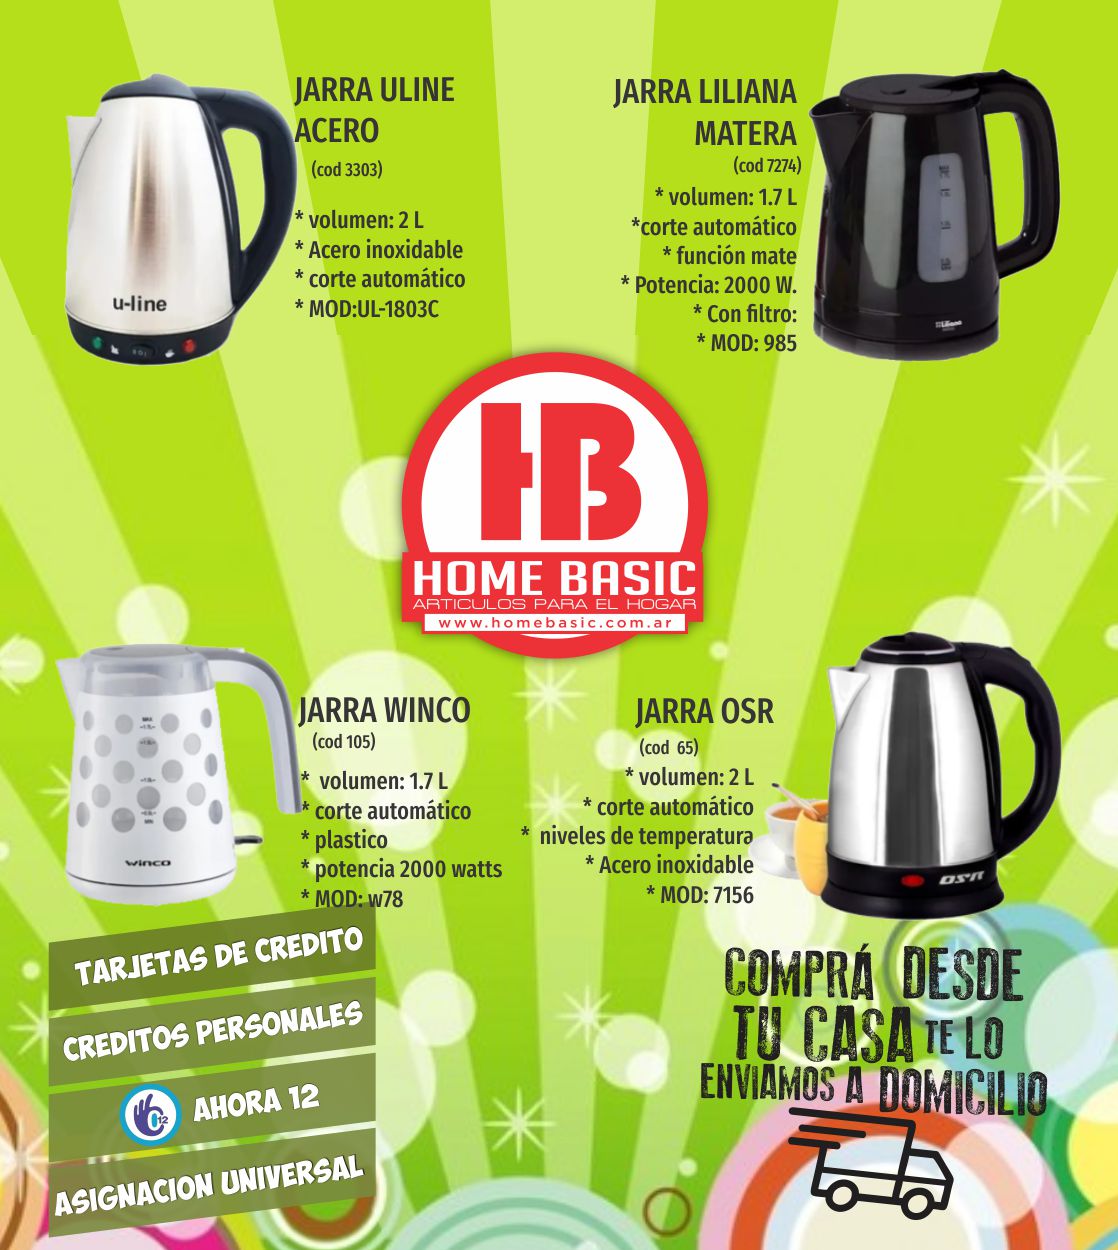 JARRA ULINE
ACERO
(cod 3303)
* volumen: 2 L
* Acero inoxidable
* corte automático
* MOD:UL-1803C
u-line
JARRA LILIANA
MATERA
(cod 7274)
* volumen: 1.7 L
*corte automático
* función mate
* Potencia: 2000 W.
* Con filtro:
* MOD: 985
Liliana
HB
HOME BASIC
ARTICULOS PARA EL HOGAR
www.homebasic.com.ar
JARRA WINCO
(cod 105)
* volumen: 1.7 L
* corte automático
* plastico
* potencia 2000 watts
* MOD: w78
MAX
MIN
WINCO
JARRA OSR
(cod 65)
* volumen: 2 L
* corte automático
* niveles de temperatura
* Acero inoxidable
* MOD: 7156
OSR
TARJETAS DE CREDITO
CREDITOS PERSONALES
12 AHORA 12
ASIGNACION UNIVERSAL
COMPRÁ DESDE
TU CASA TE LO
ENVIAMOS A DOMICILIO